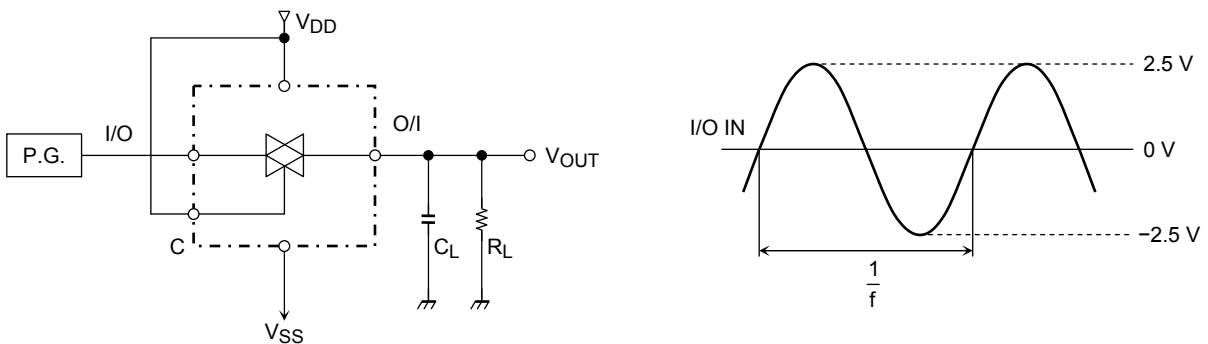 VDD
I/O
O/I
P.G.
VOUT
C
CL
RL
VSS
2.5 V
I/O IN
0 V
−2.5 V
1
f